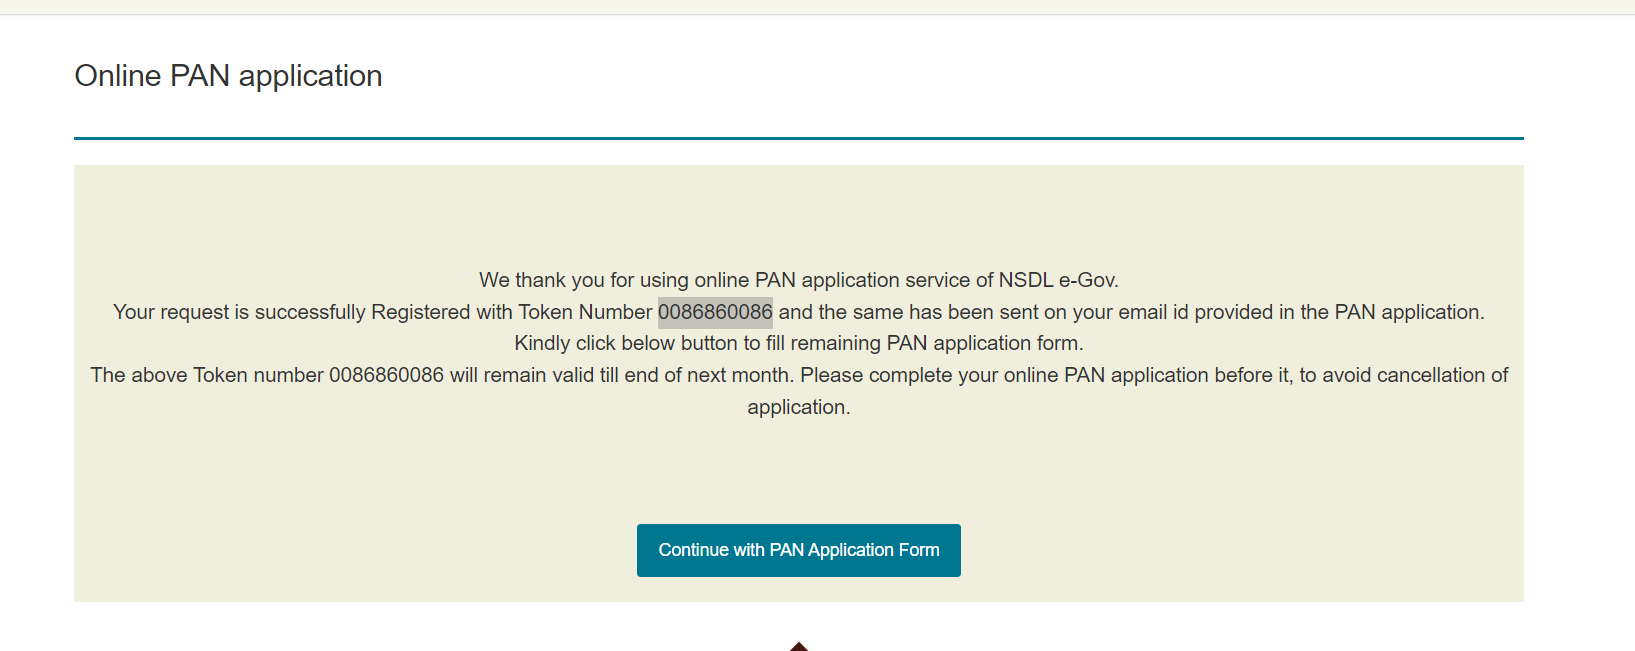 Online PAN application
We thank you for using online PAN application service of NSDL e-Gov.
Your request is successfully Registered with Token Number 0086860086 and the same has been sent on your email id provided in the PAN application.
Kindly click below button to fill remaining PAN application form.
The above Token number 0086860086 will remain valid till end of next month. Please complete your online PAN application before it, to avoid cancellation of
application.
Continue with PAN Application Form